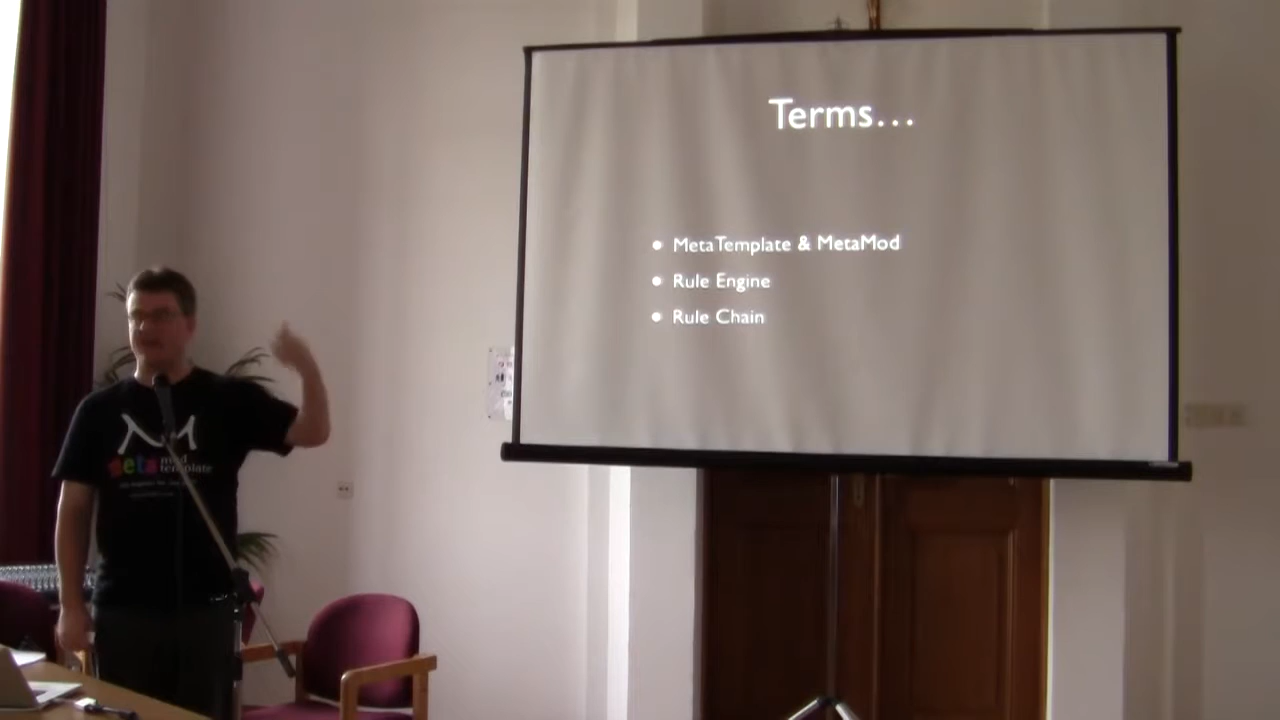 Terms...
• MetaTemplate & MetaMod
• Rule Engine
• Rule Chain
meta mod
template